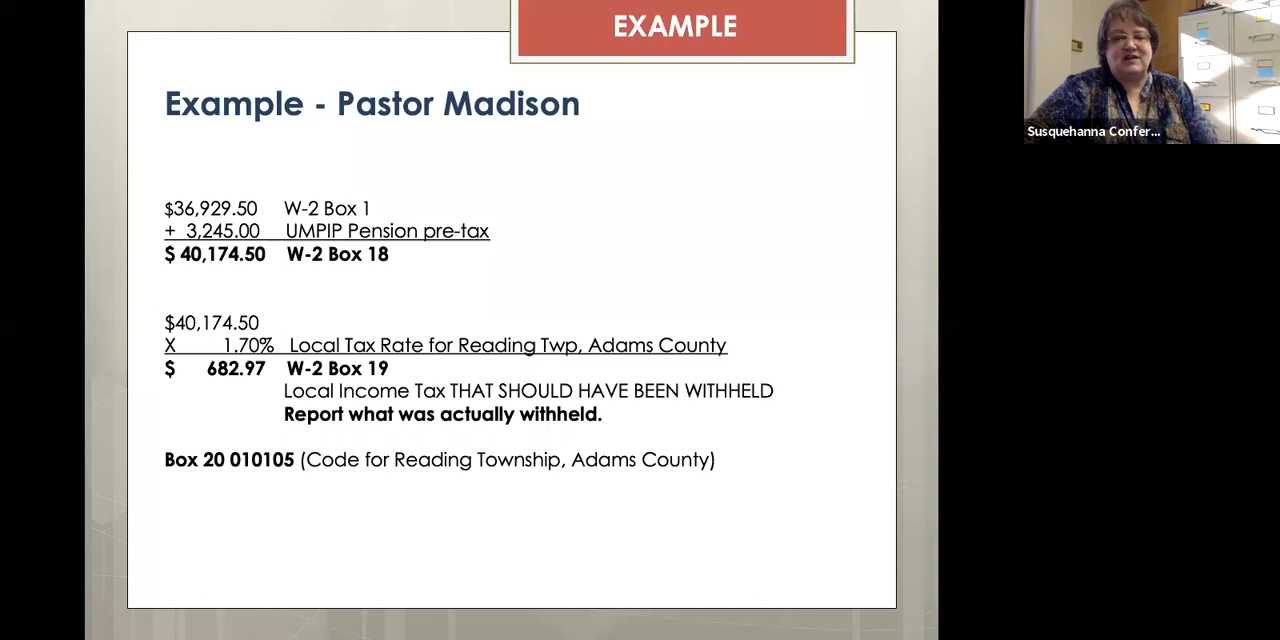 EXAMPLE
Example - Pastor Madison
$36,929.50 W-2 Box 1
+ 3,245.00 UMPIP Pension pre-tax
$ 40,174.50 W-2 Box 18
$40,174.50
X 1.70% Local Tax Rate for Reading Twp, Adams County
$ 682.97 W-2 Box 19
Local Income Tax THAT SHOULD HAVE BEEN WITHHELD
Report what was actually withheld.
Box 20 010105 (Code for Reading Township, Adams County)
Susquehanna Confer...